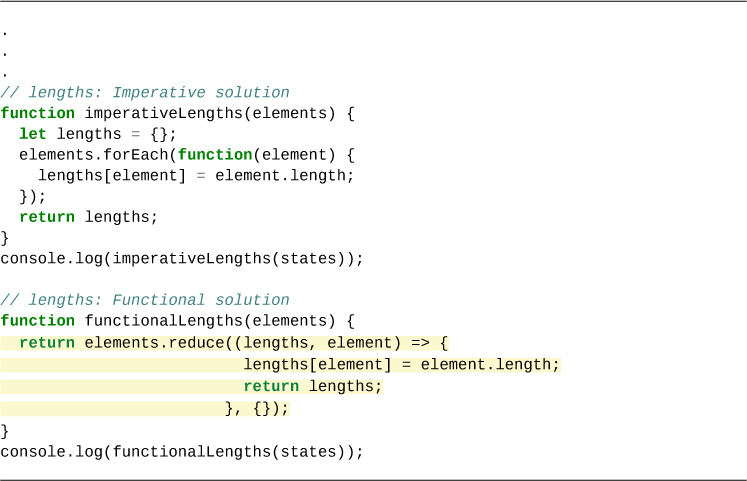 .
.
.
// lengths: Imperative solution
function imperativeLengths(elements) {
  let lengths = {};
  elements.forEach(function(element) {
    lengths[element] = element.length;
  });
  return lengths;
}
console.log(imperativeLengths(states));

// lengths: Functional solution
function functionalLengths(elements) {
  return elements.reduce((lengths, element) => {
                          lengths[element] = element.length;
                          return lengths;
                        }, {});
}
console.log(functionalLengths(states));